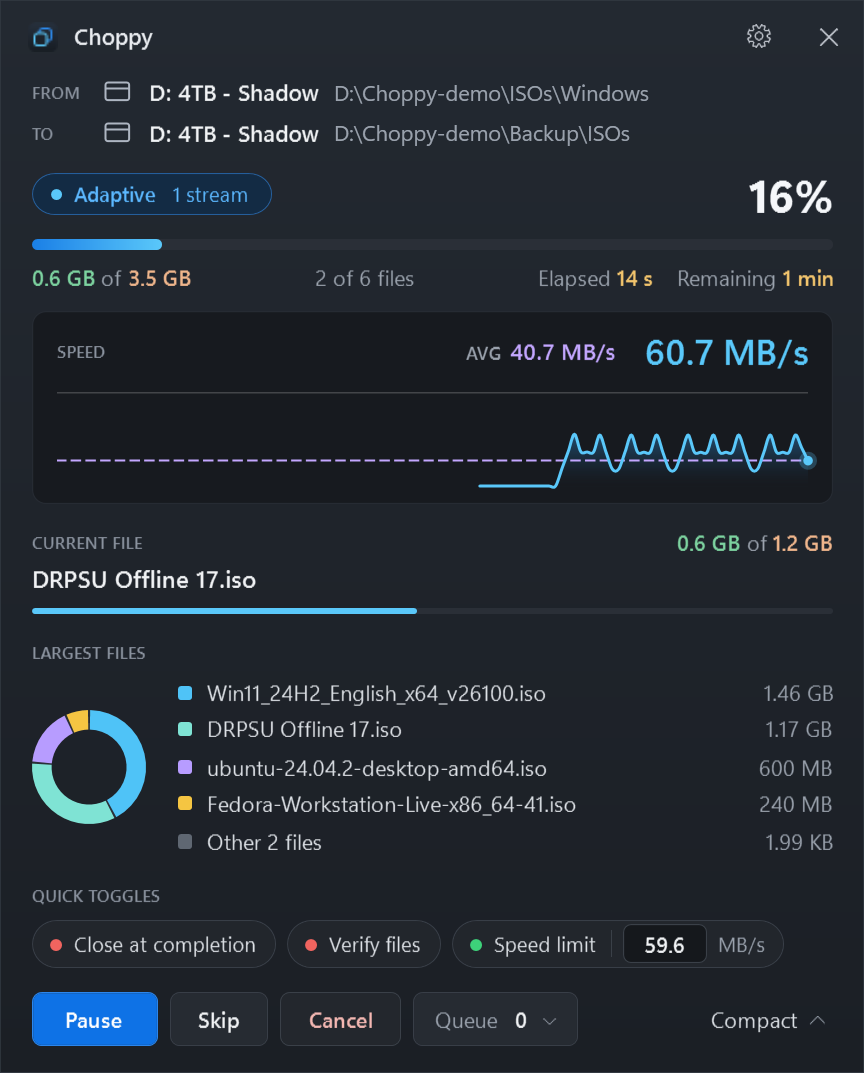 Choppy
FROM D: 4TB - Shadow D:\Choppy-demo\ISOs\Windows
TO D: 4TB - Shadow D:\Choppy-demo\Backup\ISOs
Adaptive 1 stream 16%
0.6 GB of 3.5 GB 2 of 6 files Elapsed 14 s Remaining 1 min
SPEED AVG 40.7 MB/s 60.7 MB/s
CURRENT FILE 0.6 GB of 1.2 GB
DRPSU Offline 17.iso
LARGEST FILES
Win11_24H2_English_x64_v26100.iso 1.46 GB
DRPSU Offline 17.iso 1.17 GB
ubuntu-24.04.2-desktop-amd64.iso 600 MB
Fedora-Workstation-Live-x86_64-41.iso 240 MB
Other 2 files 1.99 KB
QUICK TOGGLES
Close at completion Verify files Speed limit 59.6 MB/s
Pause Skip Cancel Queue 0 Compact